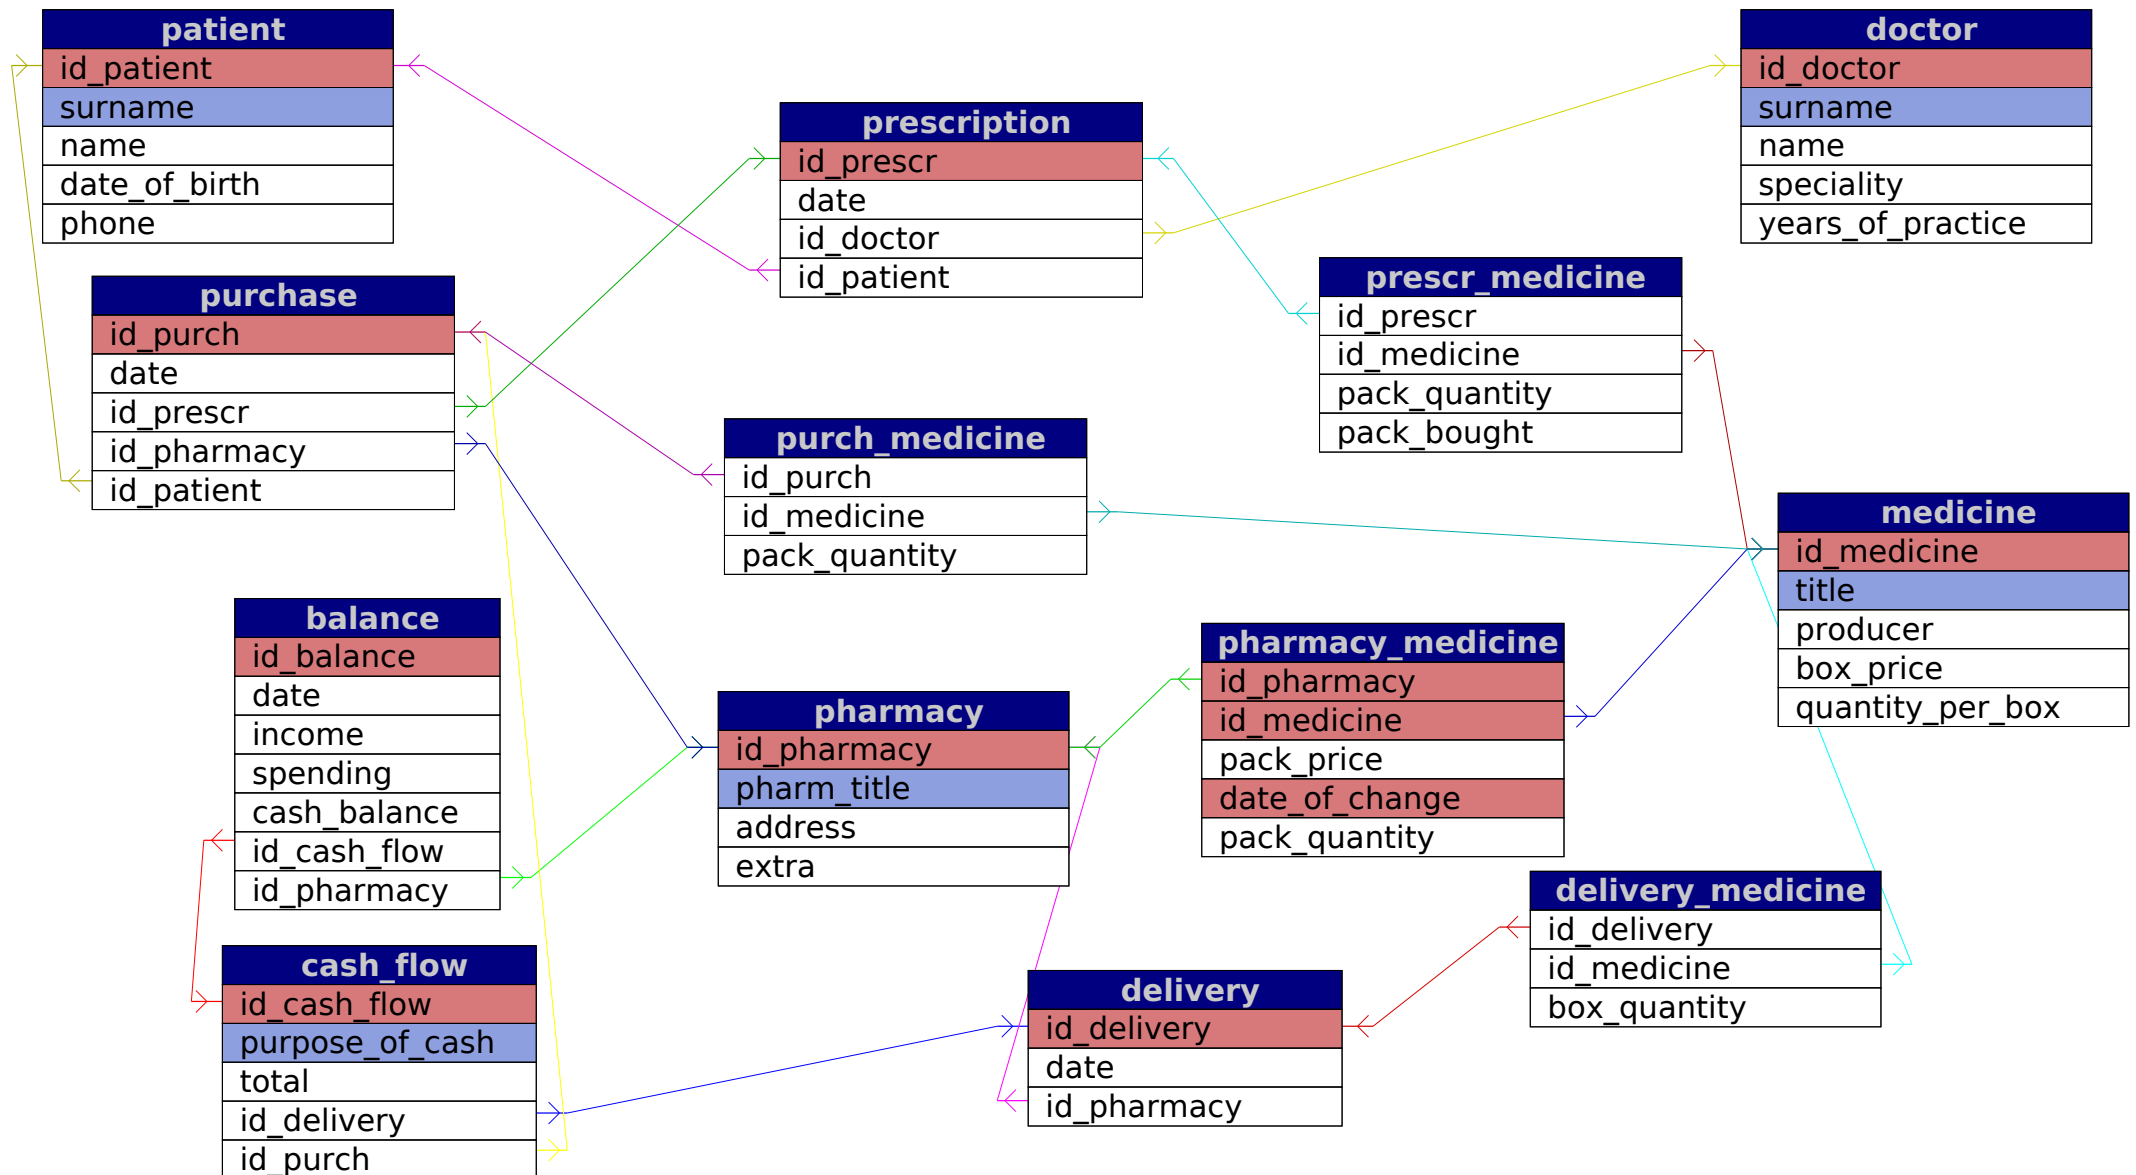 patient
id_patient
surname
name
date_of_birth
phone
doctor
id_doctor
surname
name
speciality
years_of_practice
prescription
id_prescr
date
id_doctor
id_patient
prescr_medicine
id_prescr
id_medicine
pack_quantity
pack_bought
purchase
id_purch
date
id_prescr
id_pharmacy
id_patient
purch_medicine
id_purch
id_medicine
pack_quantity
medicine
id_medicine
title
producer
box_price
quantity_per_box
balance
id_balance
date
income
spending
cash_balance
id_cash_flow
id_pharmacy
pharmacy_medicine
id_pharmacy
id_medicine
pack_price
date_of_change
pack_quantity
pharmacy
id_pharmacy
pharm_title
address
extra
delivery_medicine
id_delivery
id_medicine
box_quantity
cash_flow
id_cash_flow
purpose_of_cash
total
id_delivery
id_purch
delivery
id_delivery
date
id_pharmacy